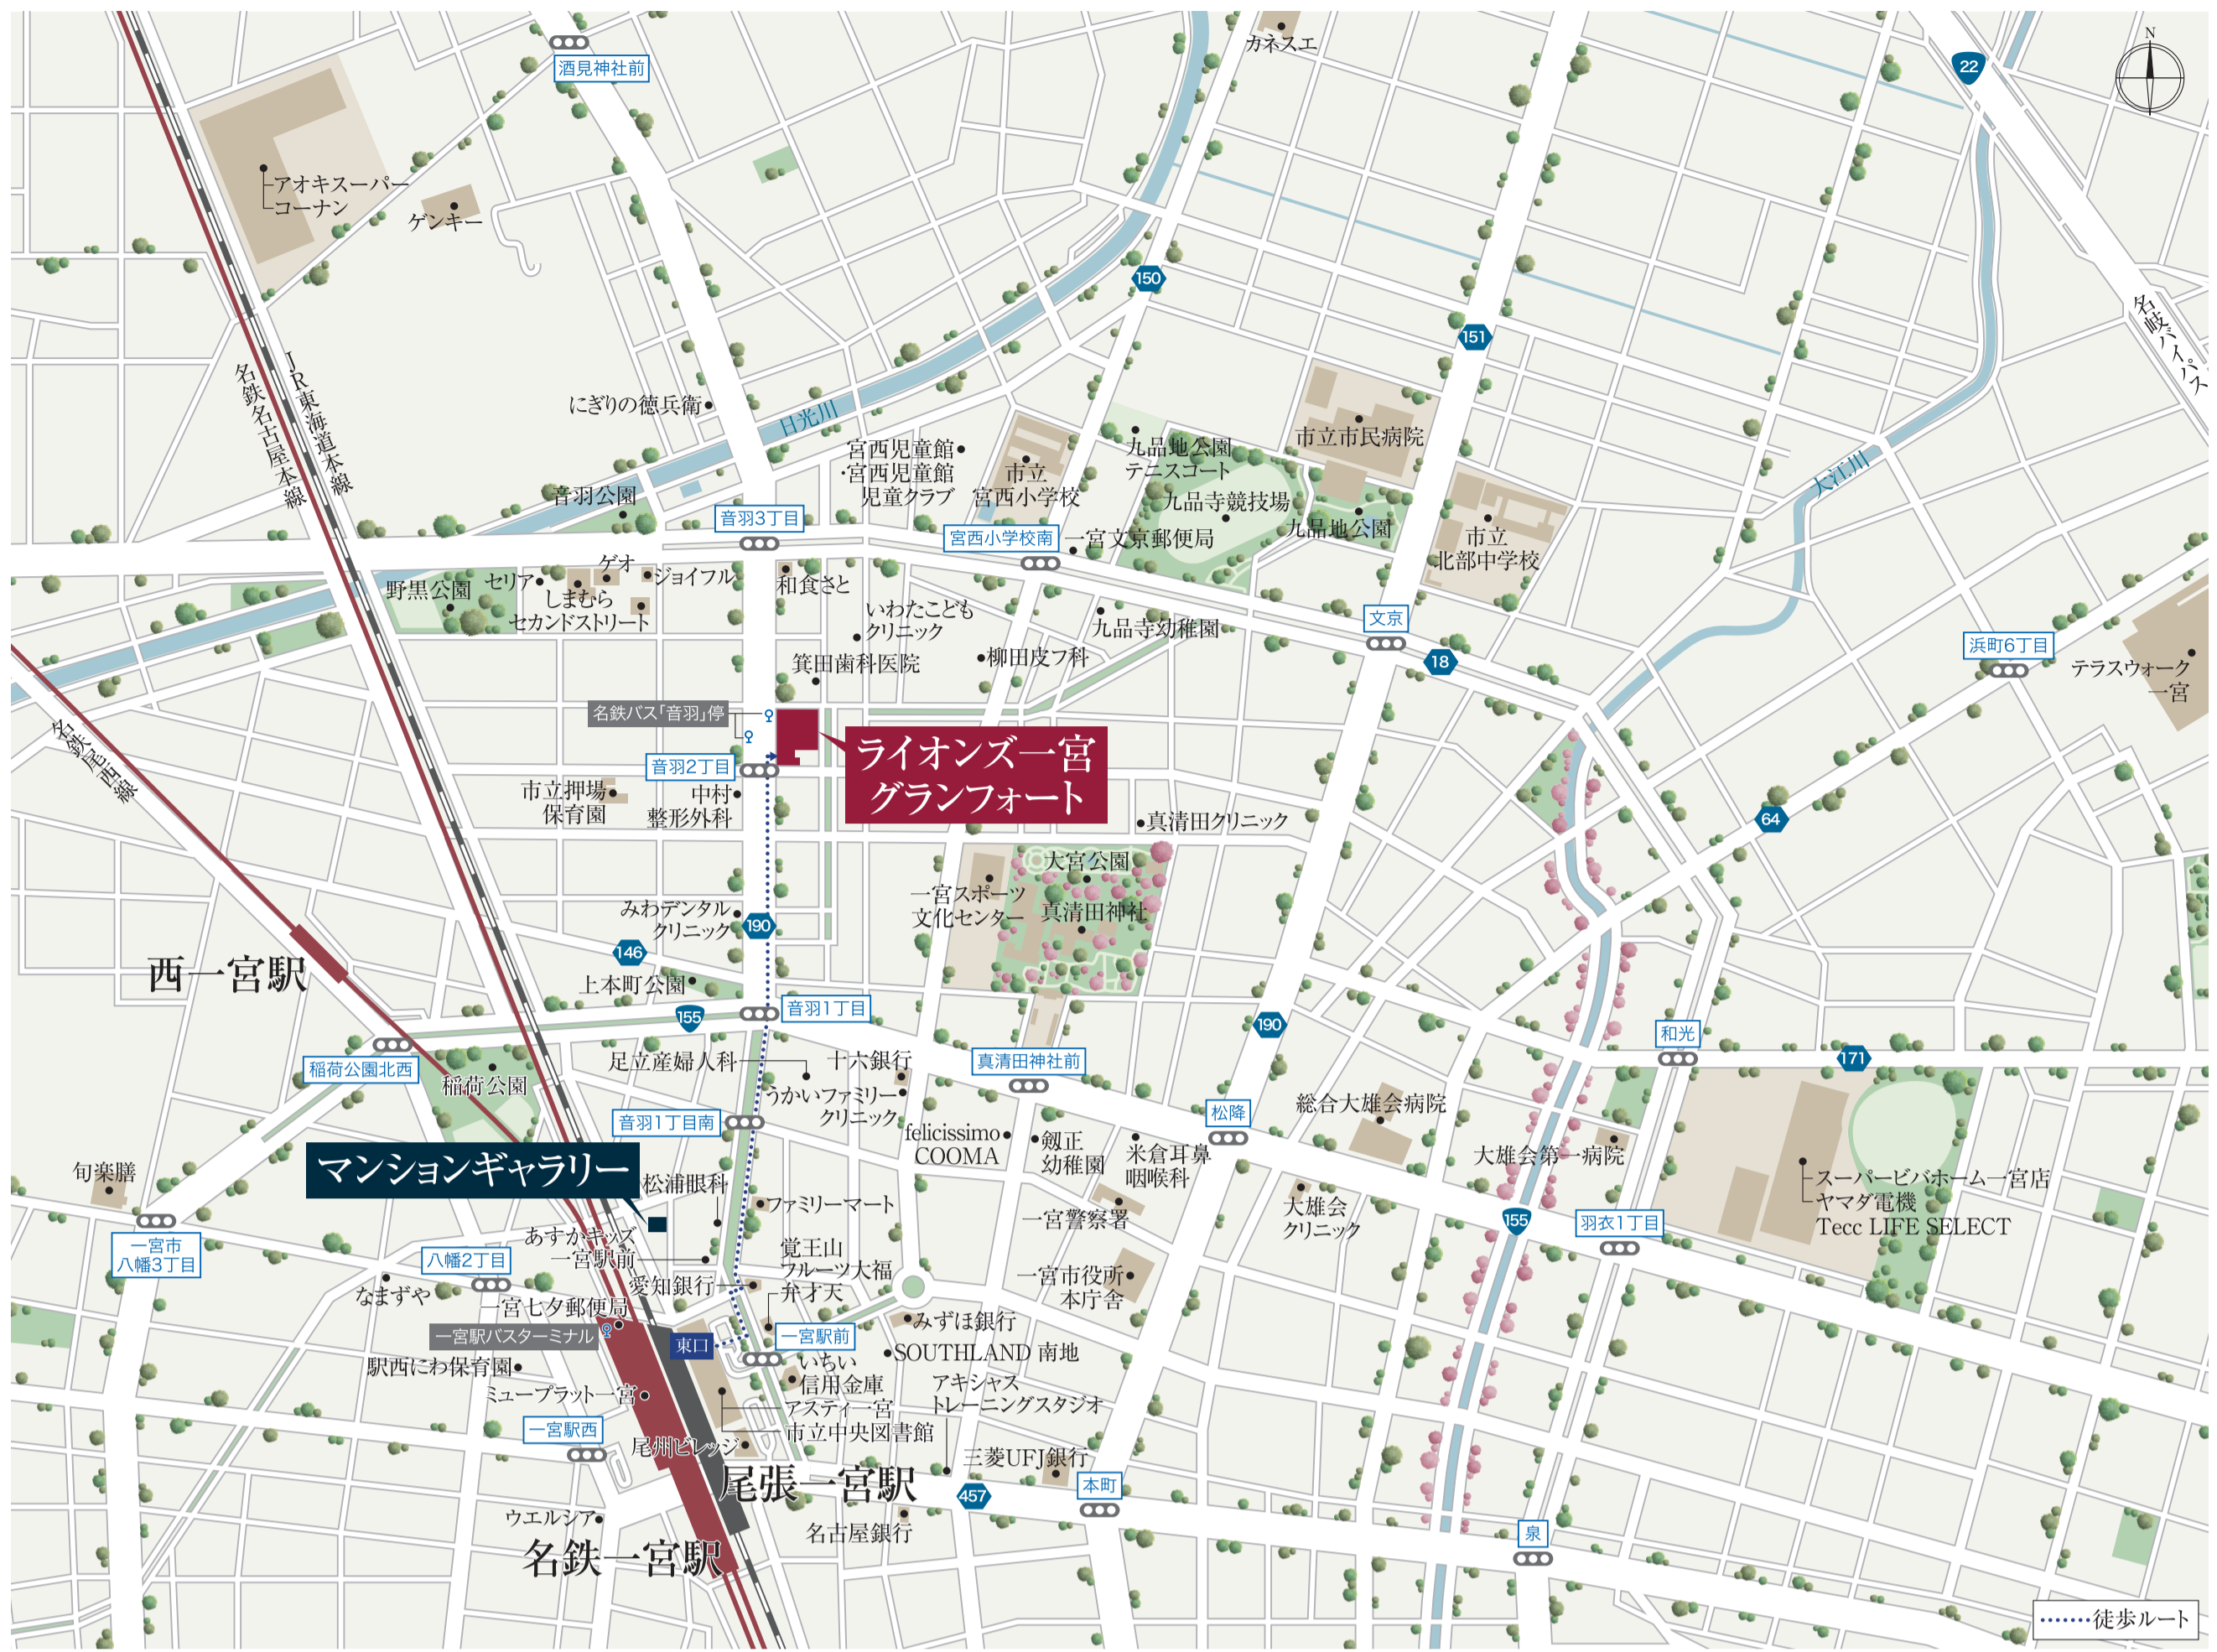 カネスエ
N
22
酒見神社前
アオキスーパー
コーナン
ゲンキー
150
151
名岐バイパス
JR東海道本線
名鉄名古屋本線
にぎりの徳兵衛
日光川
宮西児童館
・宮西児童館
児童クラブ
市立
宮西小学校
九品地公園
テニスコート
市立市民病院
大江川
音羽公園
九品寺競技場
九品地公園
音羽3丁目
宮西小学校南
一宮文京郵便局
市立
北部中学校
野黒公園
セリア
ゲオ
ジョイフル
しまむら
セカンドストリート
和食さと
いわたこども
クリニック
九品寺幼稚園
文京
18
浜町6丁目
テラスウォーク
一宮
箕田歯科医院
柳田皮フ科
名鉄バス「音羽」停
名鉄尾西線
音羽2丁目
ライオンズ一宮
グランフォート
市立押場
保育園
中村
整形外科
真清田クリニック
64
大宮公園
一宮スポーツ
文化センター
真清田神社
みわデンタル
クリニック
190
146
西一宮駅
上本町公園
155
音羽1丁目
190
和光
171
稲荷公園北西
稲荷公園
足立産婦人科
十六銀行
真清田神社前
うかいファミリー
クリニック
音羽1丁目南
松降
総合大雄会病院
felicissimo
COOMA
剱正
幼稚園
米倉耳鼻
咽喉科
大雄会第一病院
マンションギャラリー
旬楽膳
松浦眼科
ファミリーマート
一宮警察署
大雄会
クリニック
スーパービバホーム一宮店
ヤマダ電機
Tecc LIFE SELECT
155
羽衣1丁目
一宮市
八幡3丁目
あすかキッズ
一宮駅前
八幡2丁目
覚王山
フルーツ大福
弁才天
愛知銀行
一宮市役所
本庁舎
なまずや
一宮七夕郵便局
一宮駅バスターミナル
東口
一宮駅前
みずほ銀行
SOUTHLAND 南地
駅西にわ保育園
いちい
信用金庫
アキシャス
トレーニングスタジオ
ミュープラット一宮
アスティ一宮
市立中央図書館
一宮駅西
尾州ビレッジ
三菱UFJ銀行
尾張一宮駅
457
本町
ウエルシア
名古屋銀行
泉
名鉄一宮駅
徒歩ルート